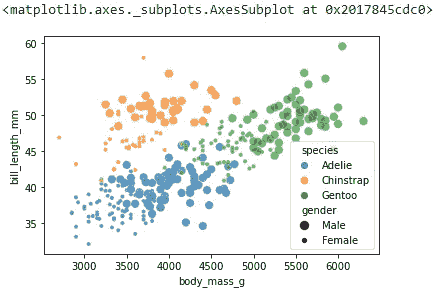 <matplotlib.axes._subplots.AxesSubplot at 0x2017845cdc0>
60
55
50
45
40
35
bill_length_mm
species
Adelie
Chinstrap
Gentoo
gender
Male
Female
3000 3500 4000 4500 5000 5500 6000
body_mass_g